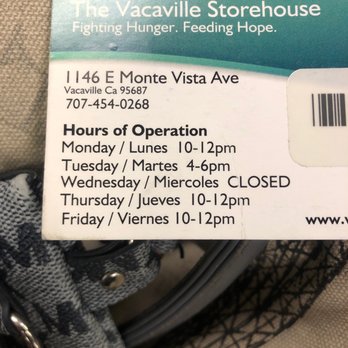 The Vacaville Storehouse
Fighting Hunger. Feeding Hope.
1146 E Monte Vista Ave
Vacaville Ca 95687
707-454-0268
Hours of Operation
Monday / Lunes 10-12pm
Tuesday / Martes 4-6pm
Wednesday / Miercoles CLOSED
Thursday / Jueves 10-12pm
Friday / Viernes 10-12pm
www.v